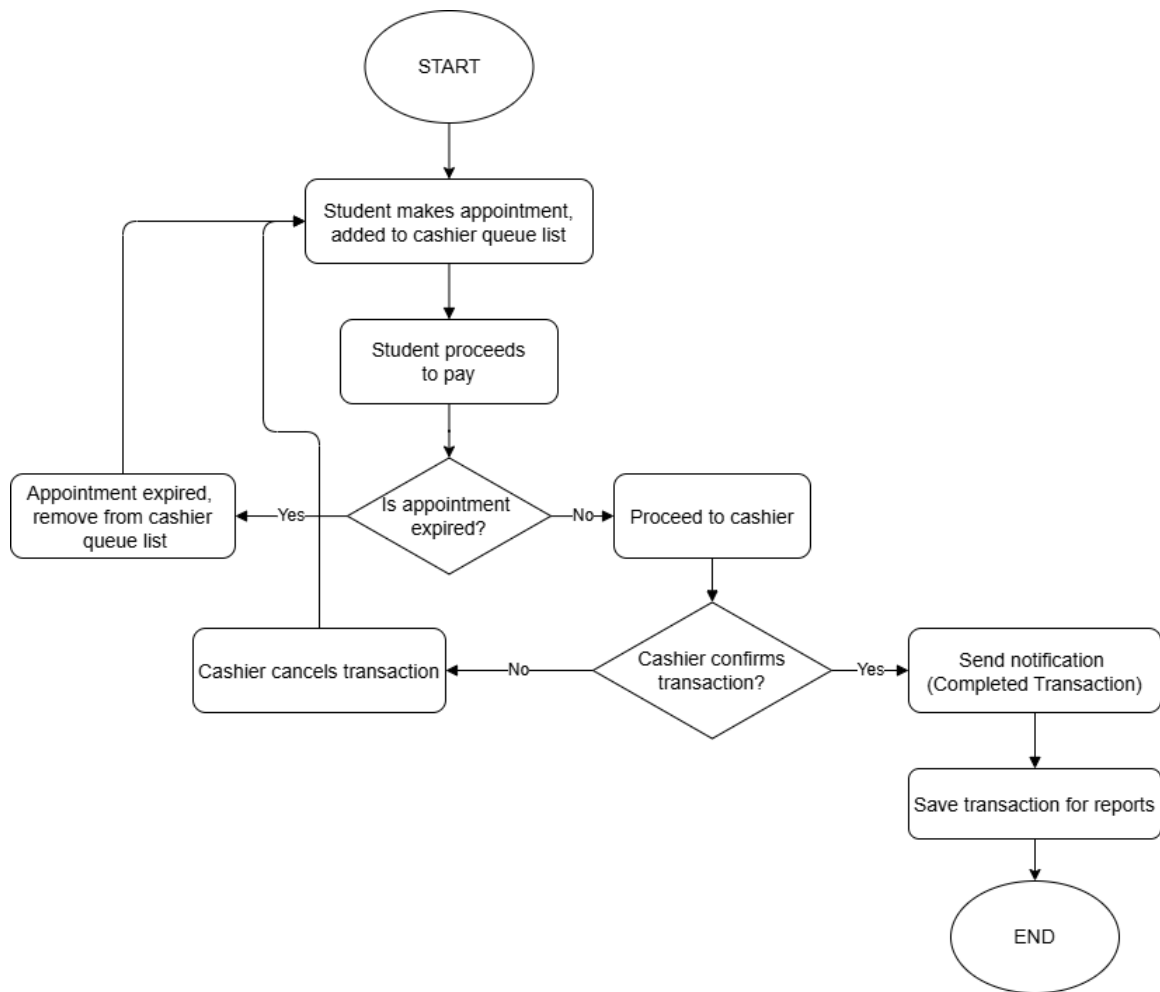 START
Student makes appointment,
added to cashier queue list
Student proceeds
to pay
Is appointment
expired?
Yes
Appointment expired,
remove from cashier
queue list
No
Proceed to cashier
Cashier confirms
transaction?
No
Cashier cancels transaction
Yes
Send notification
(Completed Transaction)
Save transaction for reports
END